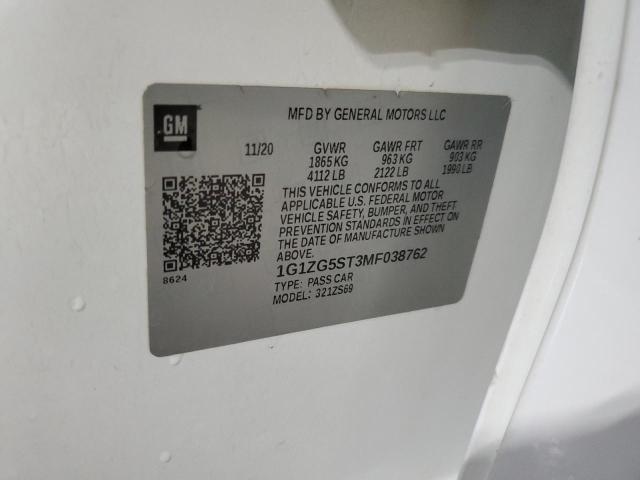 GM
MFD BY GENERAL MOTORS LLC
11/20 GVWR GAWR FRT GAWR RR
1865 KG 963 KG 903 KG
4112 LB 2122 LB 1990 LB
THIS VEHICLE CONFORMS TO ALL
APPLICABLE U.S. FEDERAL MOTOR
VEHICLE SAFETY, BUMPER, AND THEFT
PREVENTION STANDARDS IN EFFECT ON
THE DATE OF MANUFACTURE SHOWN
ABOVE.
8624
1G1ZG5ST3MF038762
TYPE: PASS CAR
MODEL: 321ZS69